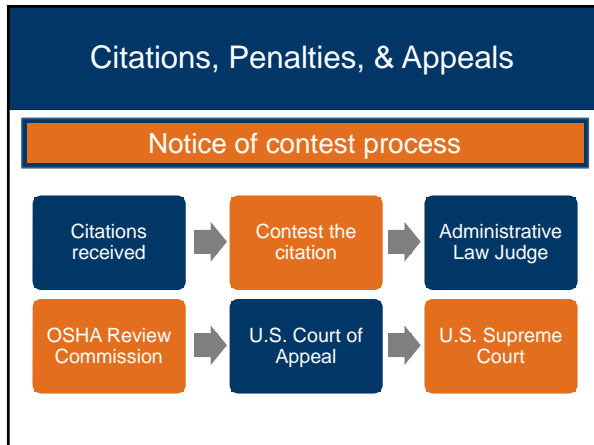 Citations, Penalties, & Appeals
Notice of contest process
Citations
received
Contest the
citation
Administrative
Law Judge
OSHA Review
Commission
U.S. Court of
Appeal
U.S. Supreme
Court